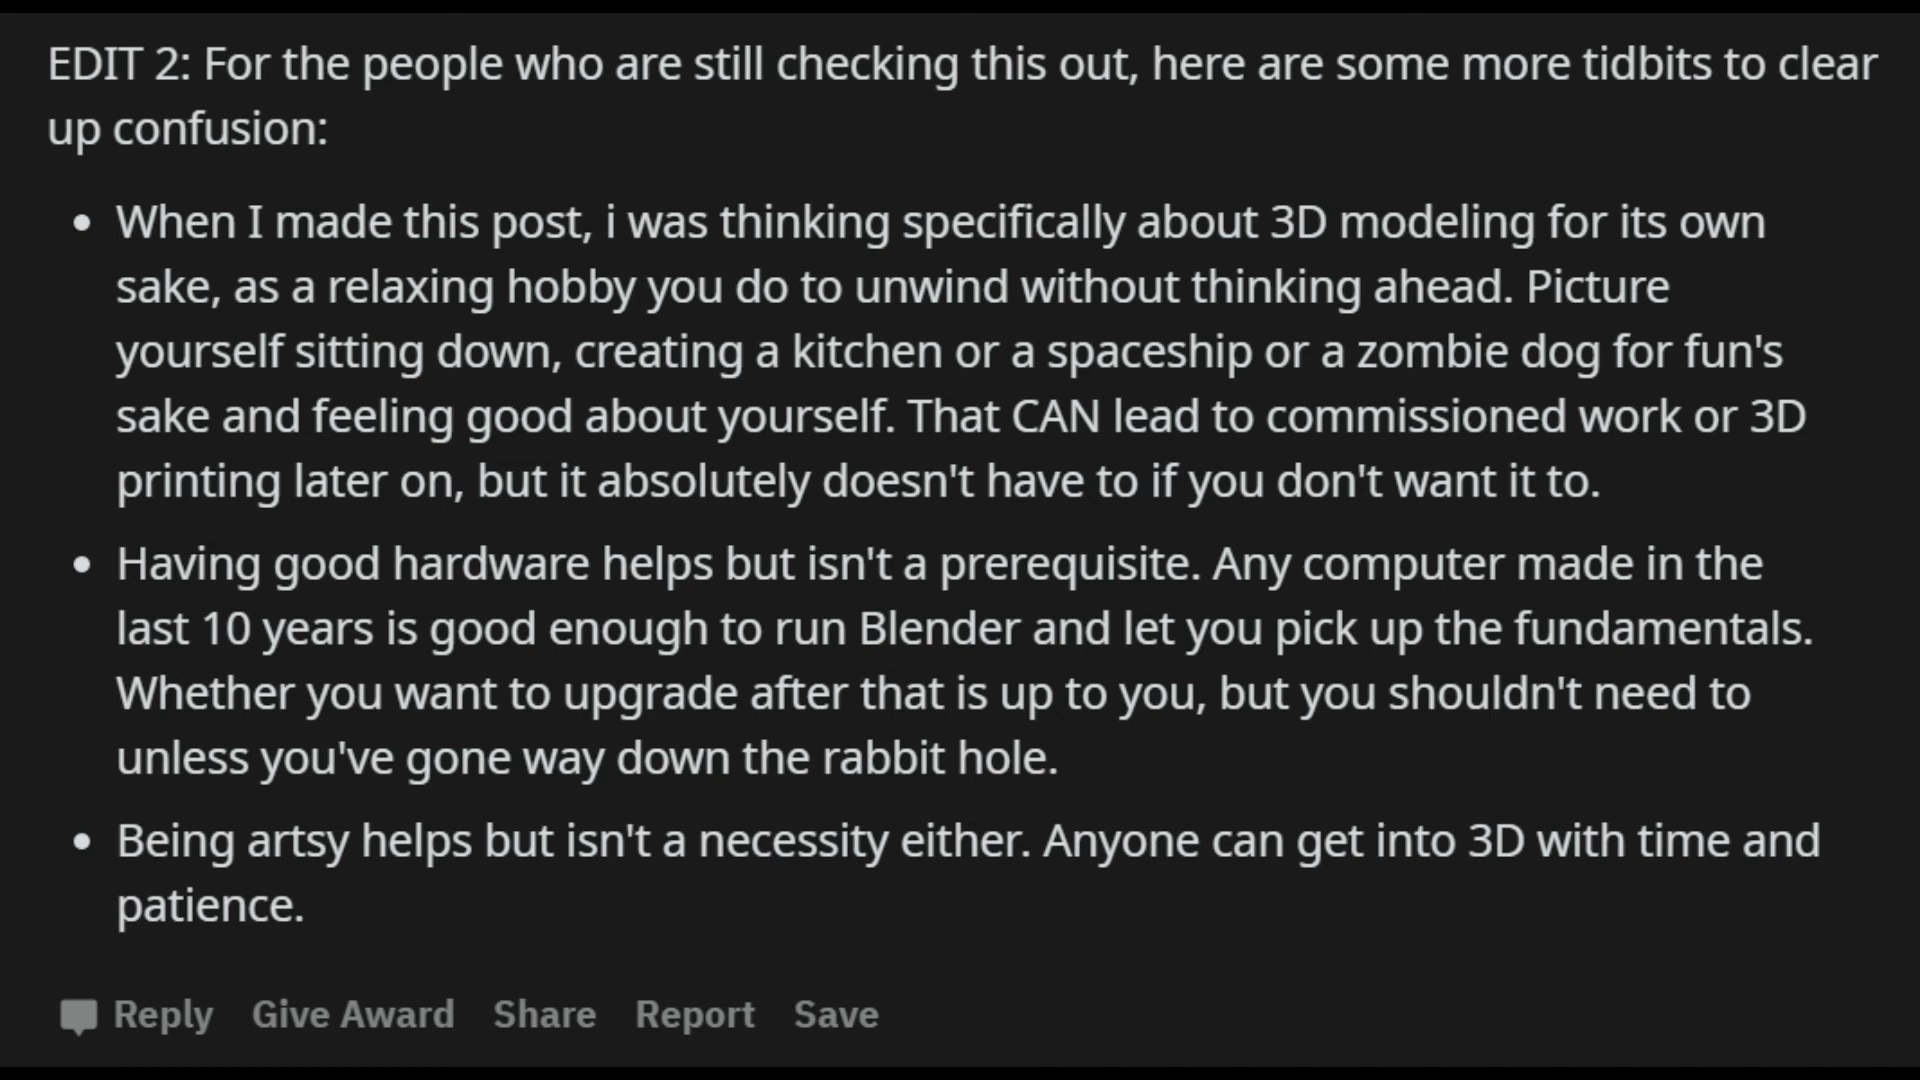 EDIT 2: For the people who are still checking this out, here are some more tidbits to clear
up confusion:
• When I made this post, i was thinking specifically about 3D modeling for its own
sake, as a relaxing hobby you do to unwind without thinking ahead. Picture
yourself sitting down, creating a kitchen or a spaceship or a zombie dog for fun's
sake and feeling good about yourself. That CAN lead to commissioned work or 3D
printing later on, but it absolutely doesn't have to if you don't want it to.
• Having good hardware helps but isn't a prerequisite. Any computer made in the
last 10 years is good enough to run Blender and let you pick up the fundamentals.
Whether you want to upgrade after that is up to you, but you shouldn't need to
unless you've gone way down the rabbit hole.
• Being artsy helps but isn't a necessity either. Anyone can get into 3D with time and
patience.
Reply Give Award Share Report Save